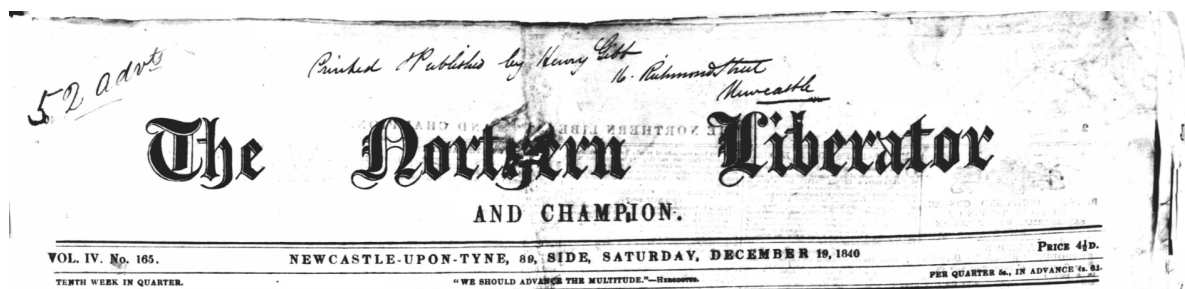 52 advts
Printed & Published by Henry Gibb
16. Richmond Street
Newcastle
The Northern Liberator
AND CHAMPION.
VOL. IV. No. 165.
NEWCASTLE-UPON-TYNE, 89, SIDE, SATURDAY, DECEMBER 19, 1840
PRICE 4½D.
TENTH WEEK IN QUARTER.
"WE SHOULD ADVANCE THE MULTITUDE."—HERODOTUS.
PER QUARTER 5s., IN ADVANCE 4s. 6d.